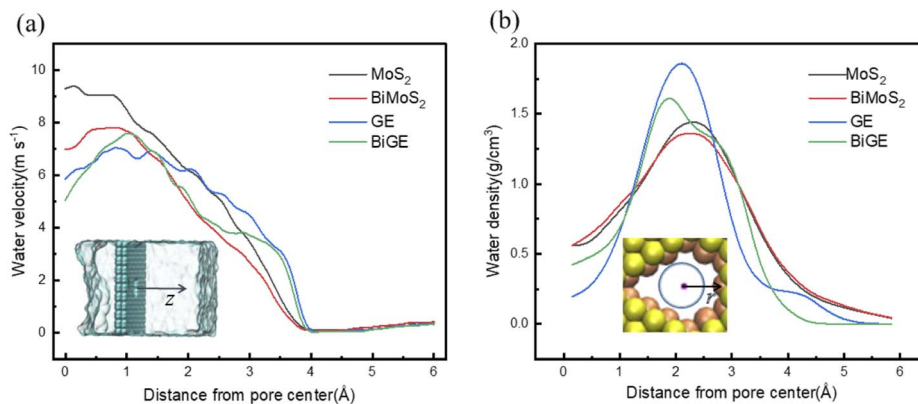 (a)
Water velocity(m s⁻¹)
10
8
6
4
2
0
MoS₂
BiMoS₂
GE
BiGE
z
0 1 2 3 4 5 6
Distance from pore center(Å)
(b)
Water density(g/cm³)
2.0
1.5
1.0
0.5
0.0
MoS₂
BiMoS₂
GE
BiGE
r
0 1 2 3 4 5 6
Distance from pore center(Å)